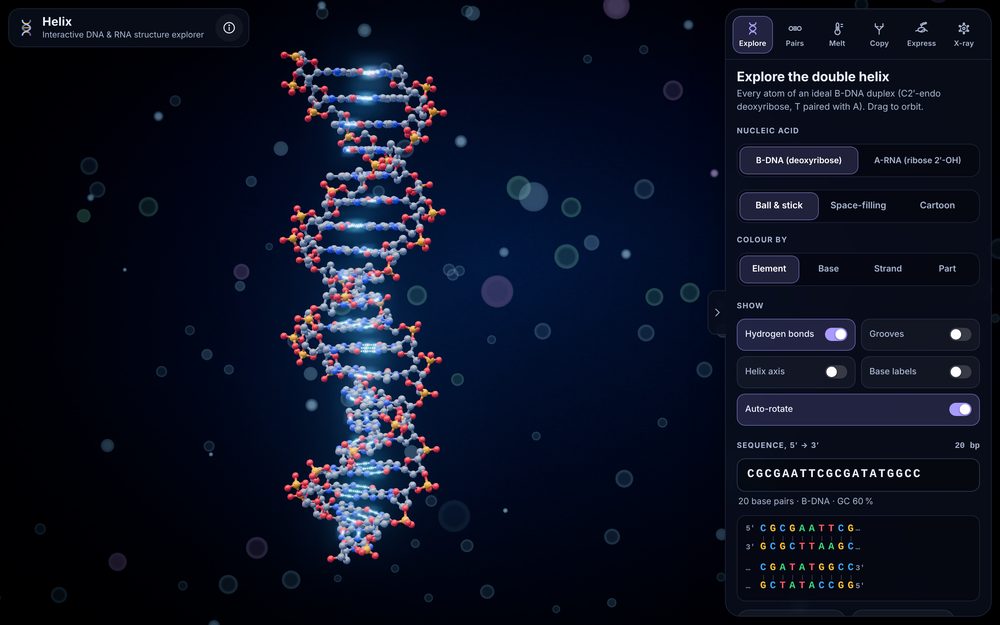 Helix
Interactive DNA & RNA structure explorer
Explore
Pairs
Melt
Copy
Express
X-ray
Explore the double helix
Every atom of an ideal B-DNA duplex (C2′-endo
deoxyribose, T paired with A). Drag to orbit.
NUCLEIC ACID
B-DNA (deoxyribose)
A-RNA (ribose 2′-OH)
Ball & stick
Space-filling
Cartoon
COLOUR BY
Element
Base
Strand
Part
SHOW
Hydrogen bonds
Grooves
Helix axis
Base labels
Auto-rotate
SEQUENCE, 5′ → 3′
20 bp
CGCGAATTCGCGATATGGCC
20 base pairs · B-DNA · GC 60 %
5′ C G C G A A T T C G …
3′ G C G C T T A A G C …
… C G A T A T G G C C 3′
… G C T A T A C C G G 5′